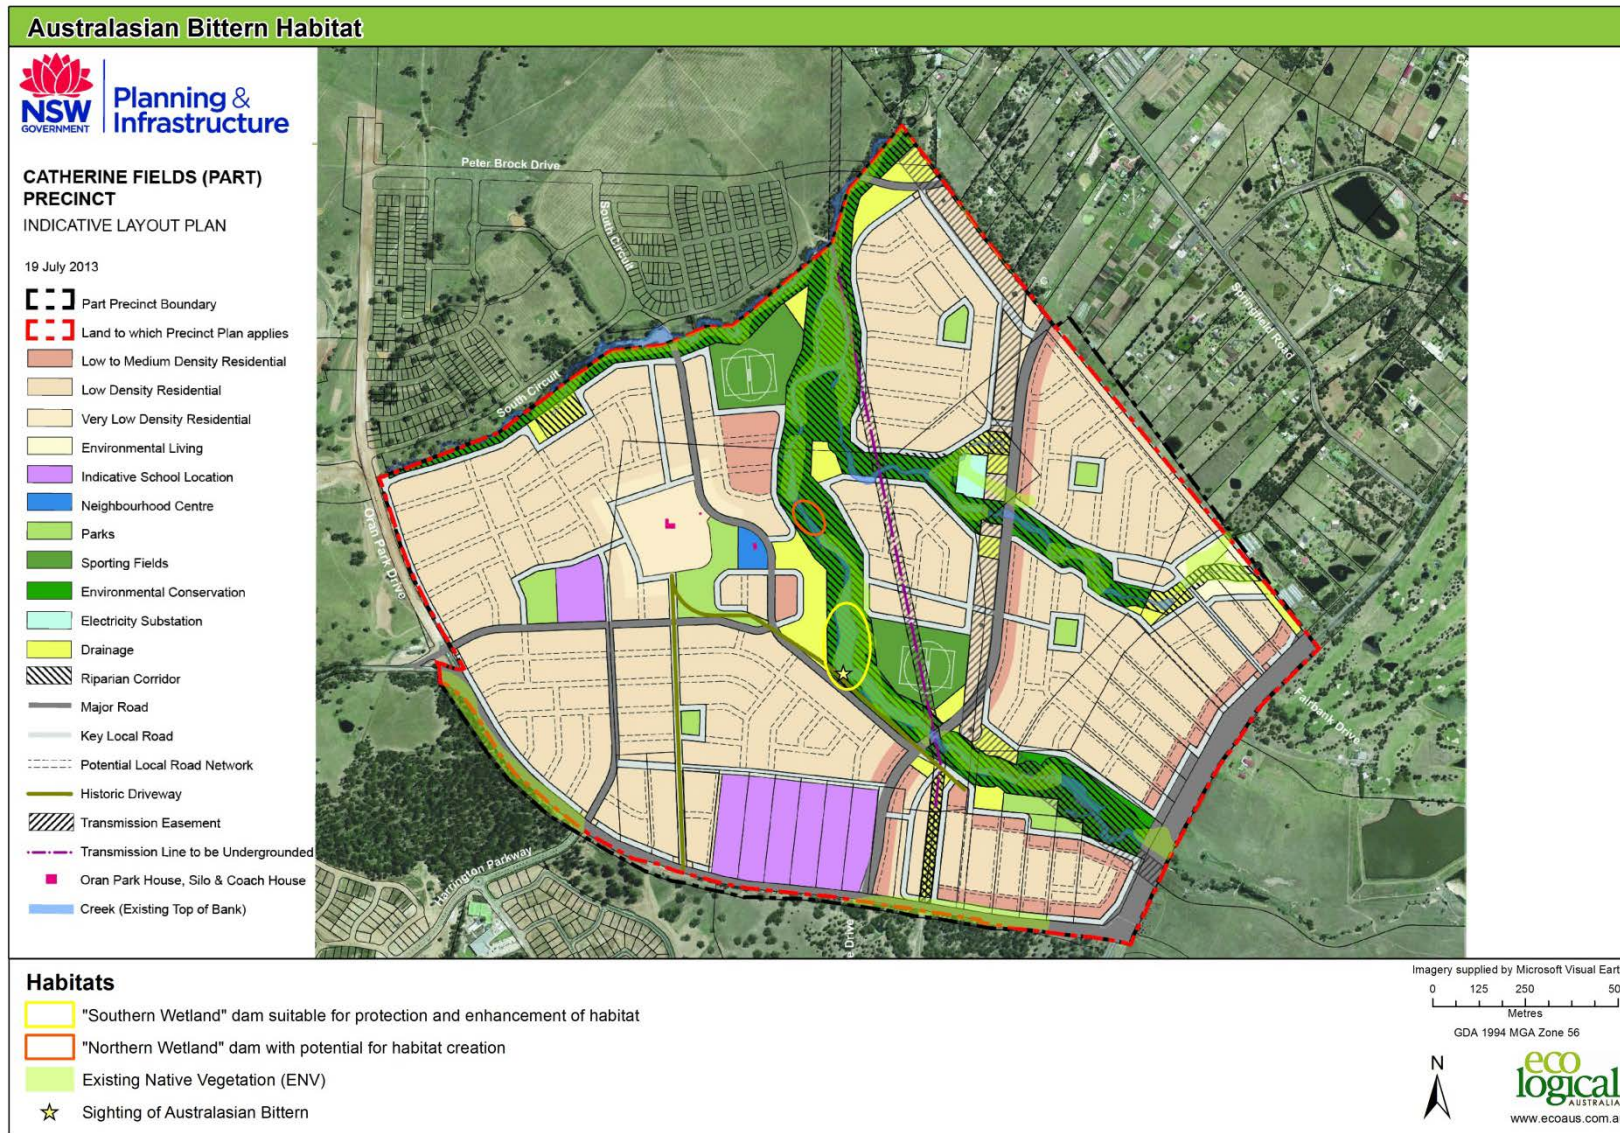 Australasian Bittern Habitat
NSW
GOVERNMENT
Planning &
Infrastructure
CATHERINE FIELDS (PART)
PRECINCT
INDICATIVE LAYOUT PLAN
19 July 2013
Part Precinct Boundary
Land to which Precinct Plan applies
Low to Medium Density Residential
Low Density Residential
Very Low Density Residential
Environmental Living
Indicative School Location
Neighbourhood Centre
Parks
Sporting Fields
Environmental Conservation
Electricity Substation
Drainage
Riparian Corridor
Major Road
Key Local Road
Potential Local Road Network
Historic Driveway
Transmission Easement
Transmission Line to be Undergrounded
Oran Park House, Silo & Coach House
Creek (Existing Top of Bank)
Peter Brock Drive
South Circuit
South Circuit
Oran Park Drive
Springfield Road
Fairbank Drive
Harrington Parkway
e Drive
Habitats
"Southern Wetland" dam suitable for protection and enhancement of habitat
"Northern Wetland" dam with potential for habitat creation
Existing Native Vegetation (ENV)
Sighting of Australasian Bittern
Imagery supplied by Microsoft Visual Eart
0 125 250 50
Metres
GDA 1994 MGA Zone 56
N
eco
logical
AUSTRALIA
www.ecoaus.com.a